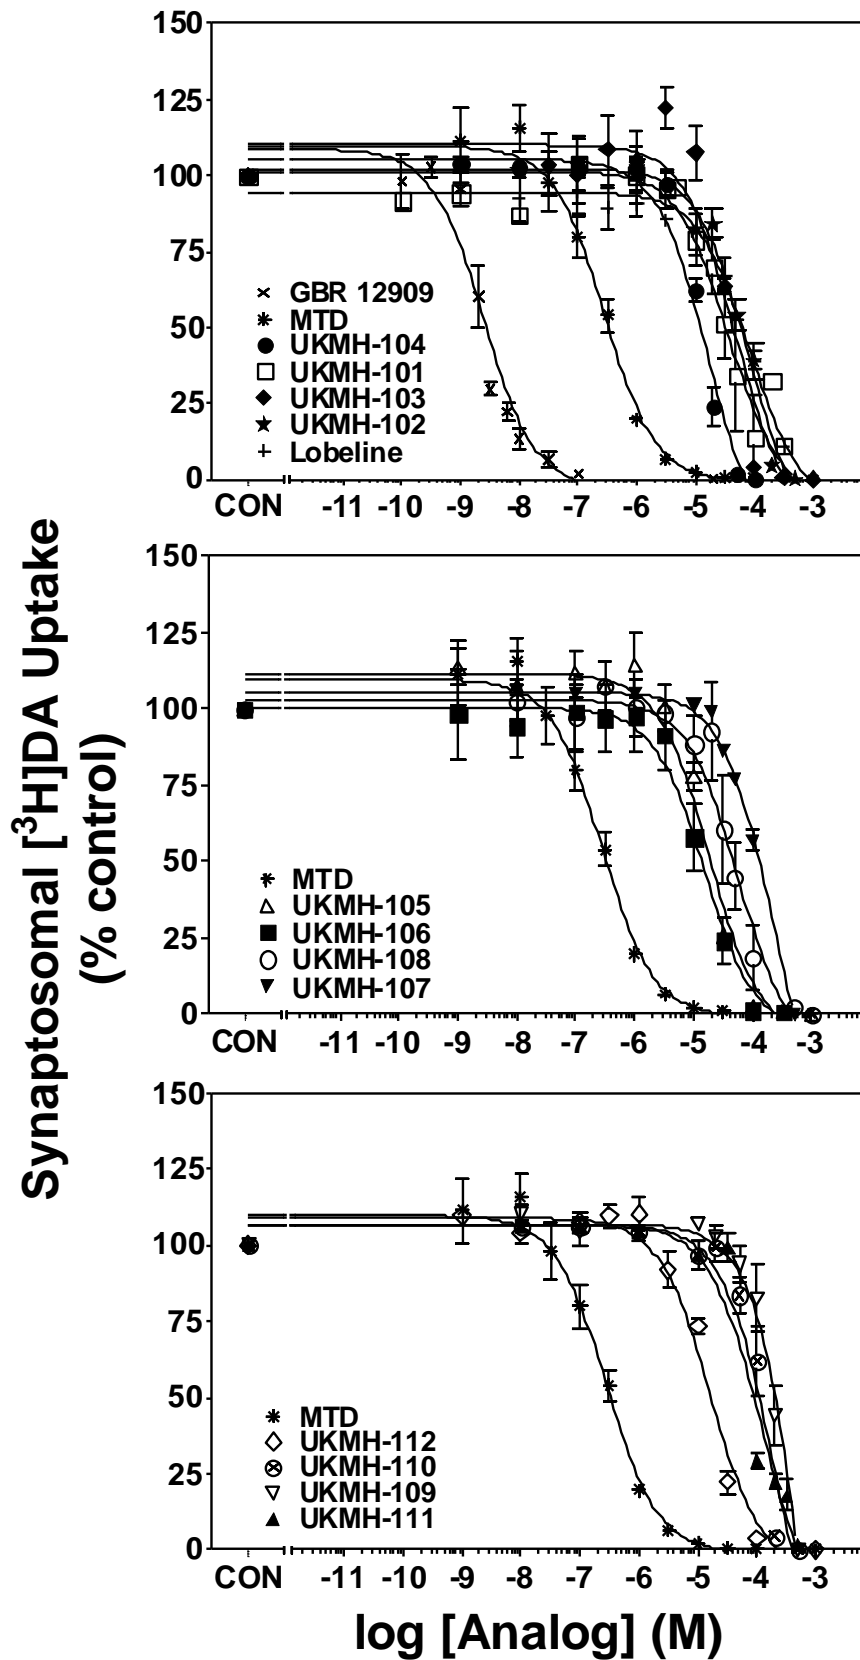 Synaptosomal [³H]DA Uptake
(% control)
150
125
100
75
50
25
0
GBR 12909
MTD
UKMH-104
UKMH-101
UKMH-103
UKMH-102
Lobeline
CON -11 -10 -9 -8 -7 -6 -5 -4 -3
150
125
100
75
50
25
0
MTD
UKMH-105
UKMH-106
UKMH-108
UKMH-107
CON -11 -10 -9 -8 -7 -6 -5 -4 -3
150
125
100
75
50
25
0
MTD
UKMH-112
UKMH-110
UKMH-109
UKMH-111
CON -11 -10 -9 -8 -7 -6 -5 -4 -3
log [Analog] (M)